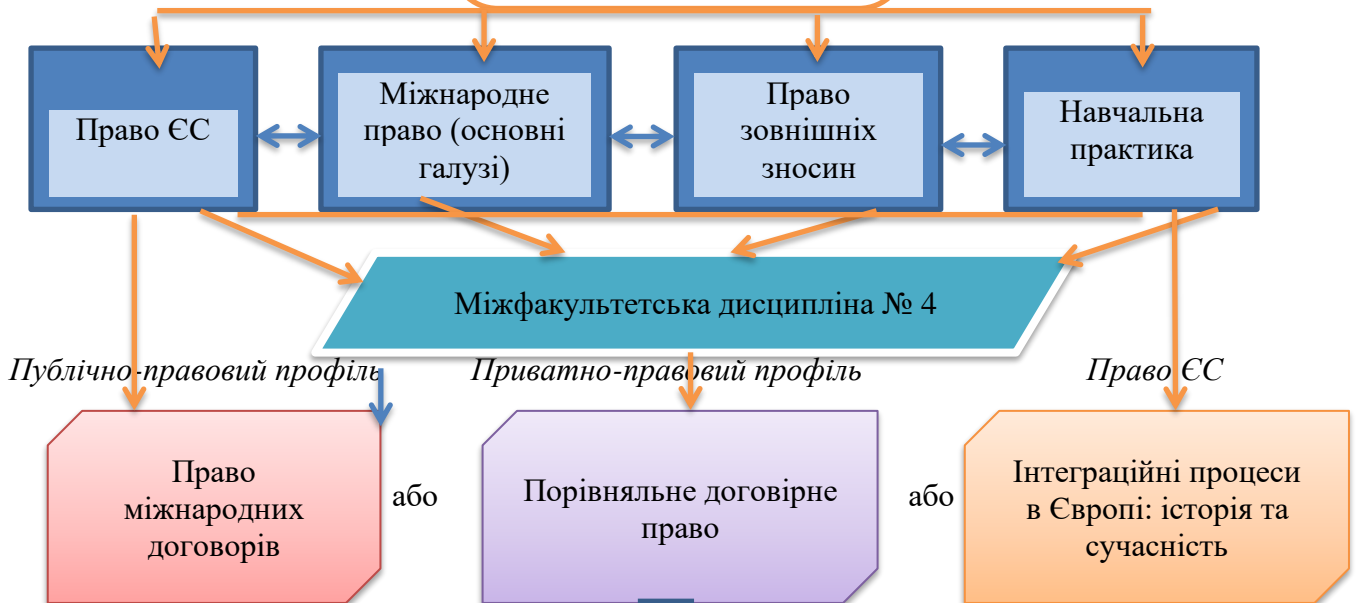 Право ЄС
Міжнародне
право (основні
галузі)
Право
зовнішніх
зносин
Навчальна
практика
Міжфакультетська дисципліна № 4
Публічно-правовий профіль
Приватно-правовий профіль
Право ЄС
Право
міжнародних
договорів
або
Порівняльне договірне
право
або
Інтеграційні процеси
в Європі: історія та
сучасність